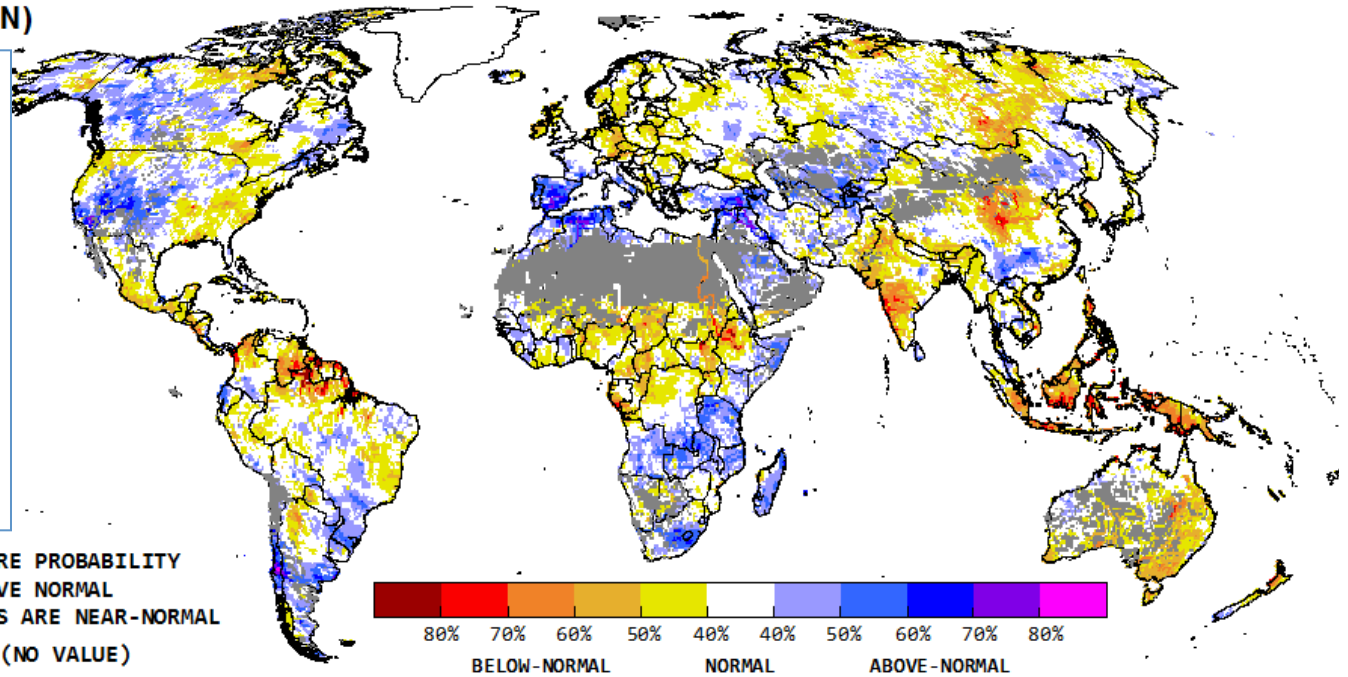 N)
RE PROBABILITY
VE NORMAL
S ARE NEAR-NORMAL
(NO VALUE)
80% 70% 60% 50% 40% 40% 50% 60% 70% 80%
BELOW-NORMAL NORMAL ABOVE-NORMAL